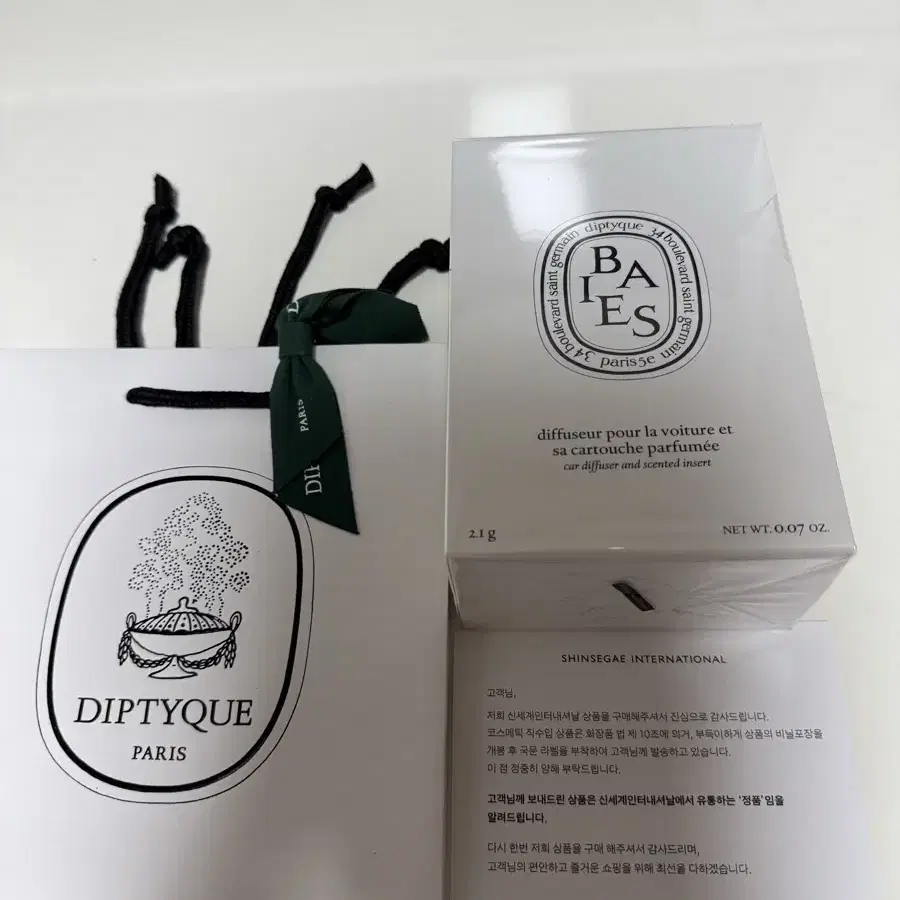 DIPTYQUE
PARIS
DI
PARIS
DIP
34 boulevard saint germain diptyque 34 boulevard saint germain
paris5e
BAIES
diffuseur pour la voiture et
sa cartouche parfumée
car diffuser and scented insert
2.1 g
NET WT. 0.07 OZ.
SHINSEGAE INTERNATIONAL
고객님,
저희 신세계인터내셔날 상품을 구매해주셔서 진심으로 감사드립니다.
코스메틱 직수입 상품은 화장품 법 제 10조에 의거, 부득이하게 상품의 비닐포장을
개봉 후 국문 라벨을 부착하여 고객님께 발송하고 있습니다.
이 점 정중히 양해 부탁드립니다.
고객님께 보내드린 상품은 신세계인터내셔날에서 유통하는 '정품'임을
알려드립니다.
다시 한번 저희 상품을 구매 해주셔서 감사드리며,
고객님의 편안하고 즐거운 쇼핑을 위해 최선을 다하겠습니다.